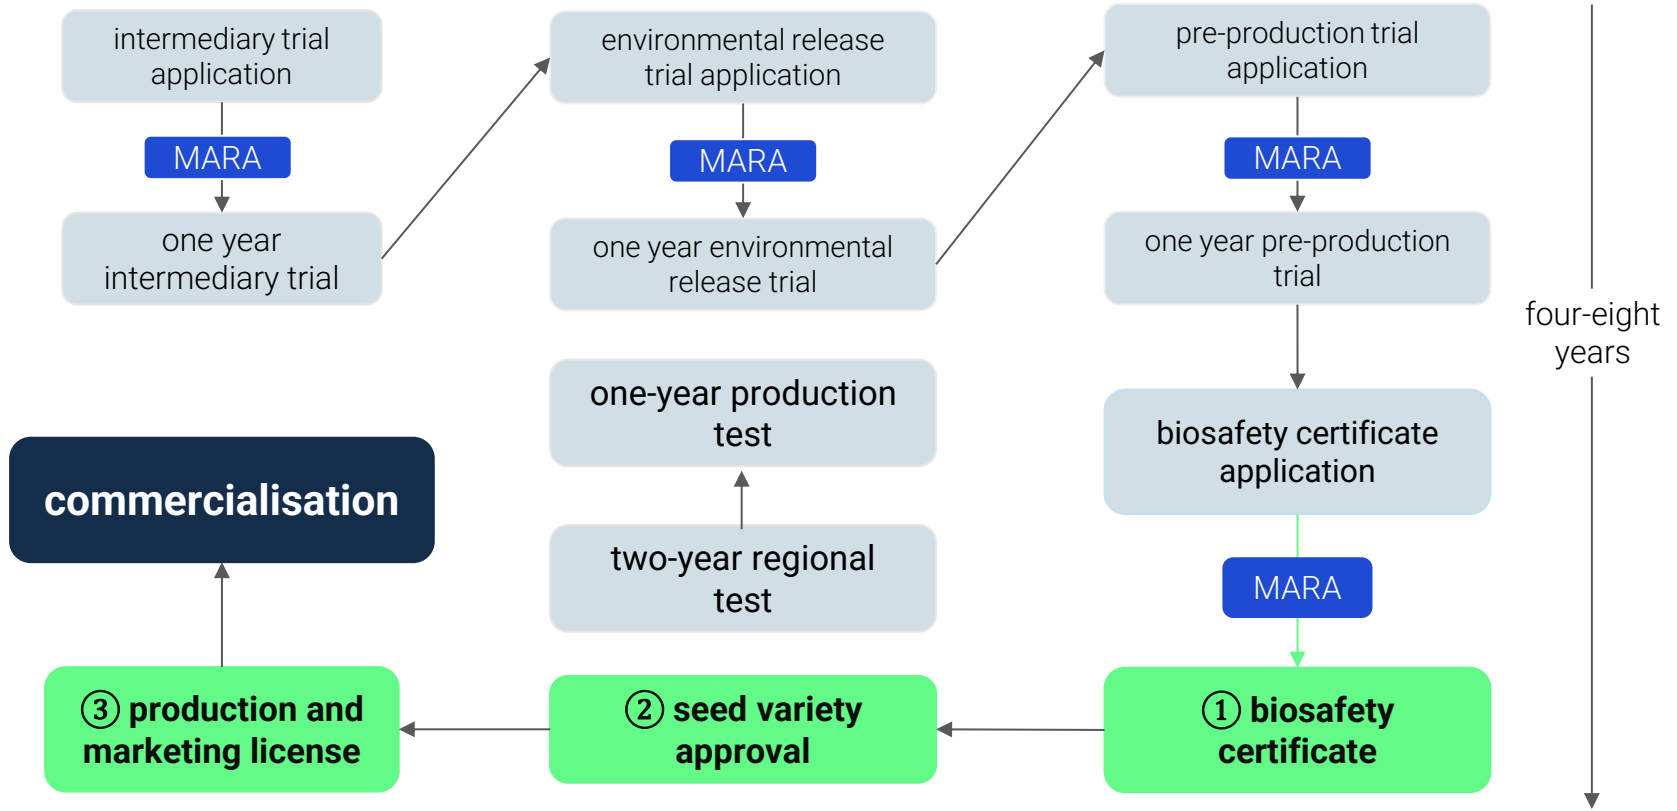 intermediary trial
application
MARA
one year
intermediary trial
environmental release
trial application
MARA
one year environmental
release trial
pre-production trial
application
MARA
one year pre-production
trial
four-eight
years
biosafety certificate
application
MARA
① biosafety
certificate
one-year production
test
two-year regional
test
② seed variety
approval
③ production and
marketing license
commercialisation